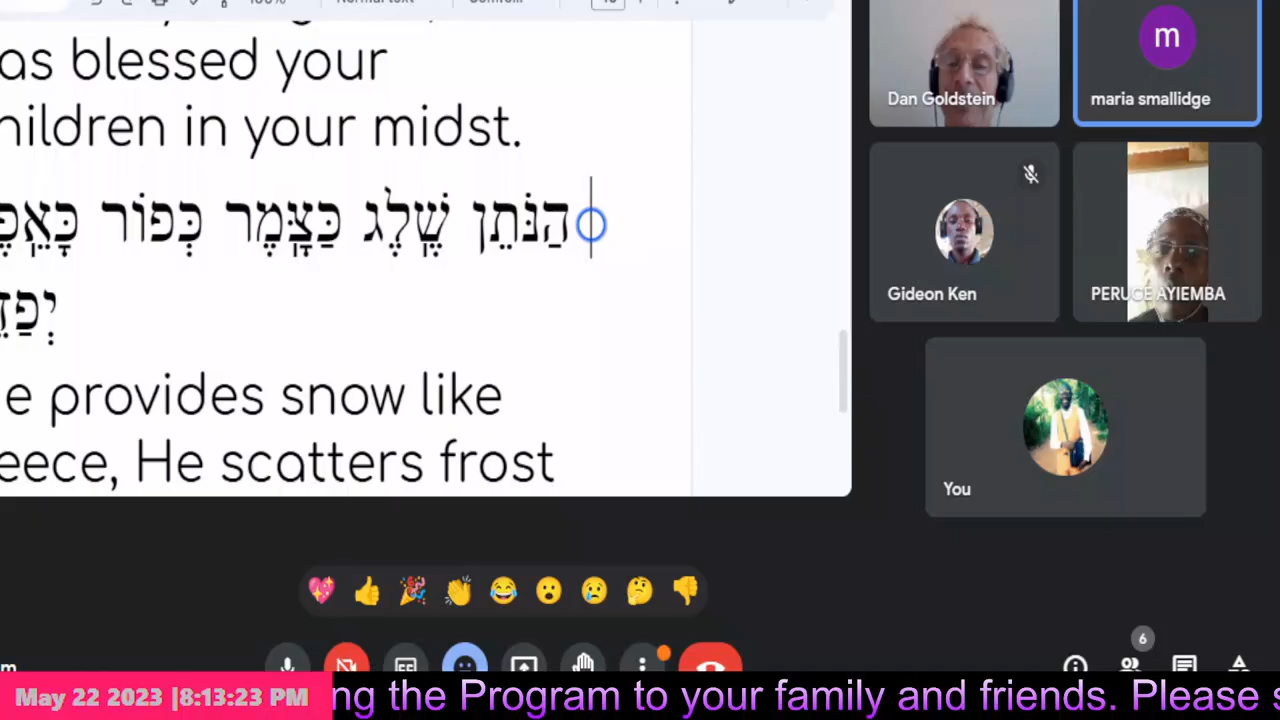 100%
as blessed your
hildren in your midst.
הַנֹּתֵן שֶׁלֶג כַּצָּמֶר כְּפוֹר
e provides snow like
eece, He scatters frost
Dan Goldstein
m
maria smallidge
Gideon Ken
PERUCE AYIEMBA
You
6
m
May 22 2023 |8:13:23 PM
ng the Program to your family and friends. Please s